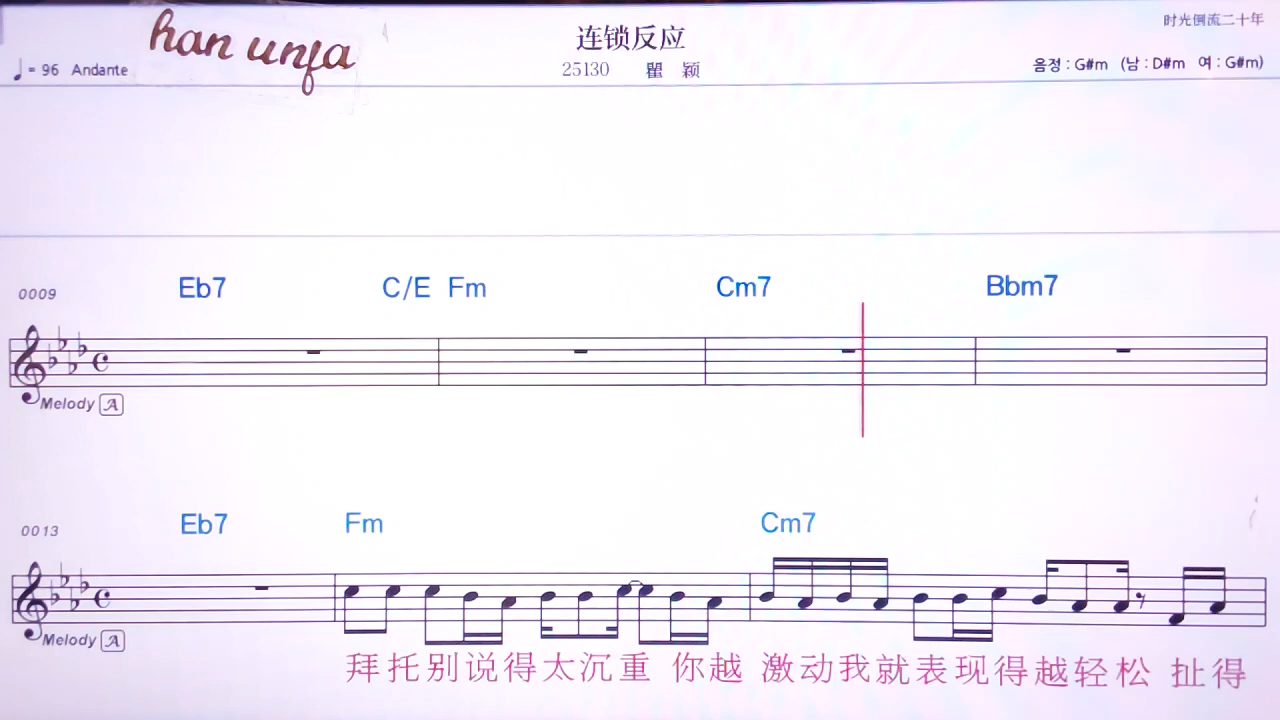 han unfa
连锁反应
时光倒流二十年
♩= 96 Andante
25130 瞿 颖
음정 : G#m (남 : D#m 여 : G#m)
0009 Eb7 C/E Fm Cm7 Bbm7
Melody A
0013 Eb7 Fm Cm7
Melody A
拜托别说得太沉重 你越 激动我就表现得越轻松 扯得